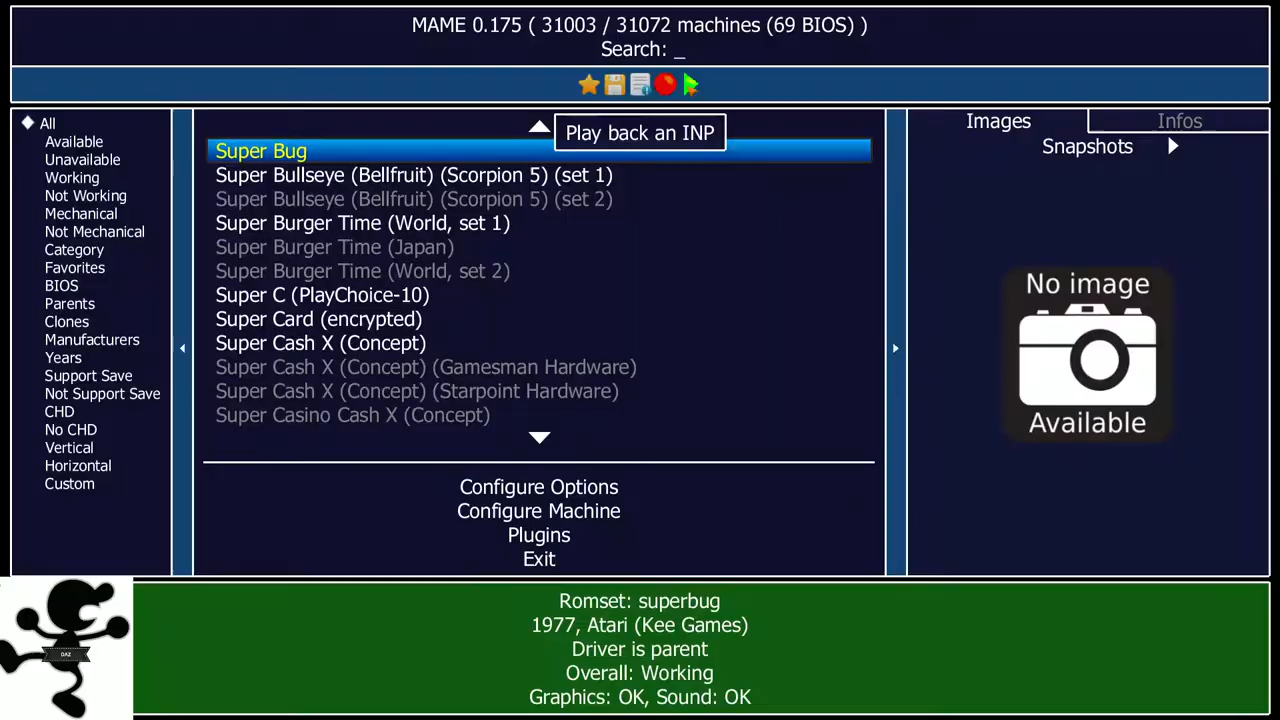 MAME 0.175 ( 31003 / 31072 machines (69 BIOS) )
Search: _
All
Available
Unavailable
Working
Not Working
Mechanical
Not Mechanical
Category
Favorites
BIOS
Parents
Clones
Manufacturers
Years
Support Save
Not Support Save
CHD
No CHD
Vertical
Horizontal
Custom
Play back an INP
Super Bug
Super Bullseye (Bellfruit) (Scorpion 5) (set 1)
Super Bullseye (Bellfruit) (Scorpion 5) (set 2)
Super Burger Time (World, set 1)
Super Burger Time (Japan)
Super Burger Time (World, set 2)
Super C (PlayChoice-10)
Super Card (encrypted)
Super Cash X (Concept)
Super Cash X (Concept) (Gamesman Hardware)
Super Cash X (Concept) (Starpoint Hardware)
Super Casino Cash X (Concept)
Configure Options
Configure Machine
Plugins
Exit
Images
Infos
Snapshots
No image
Available
DAZ
Romset: superbug
1977, Atari (Kee Games)
Driver is parent
Overall: Working
Graphics: OK, Sound: OK